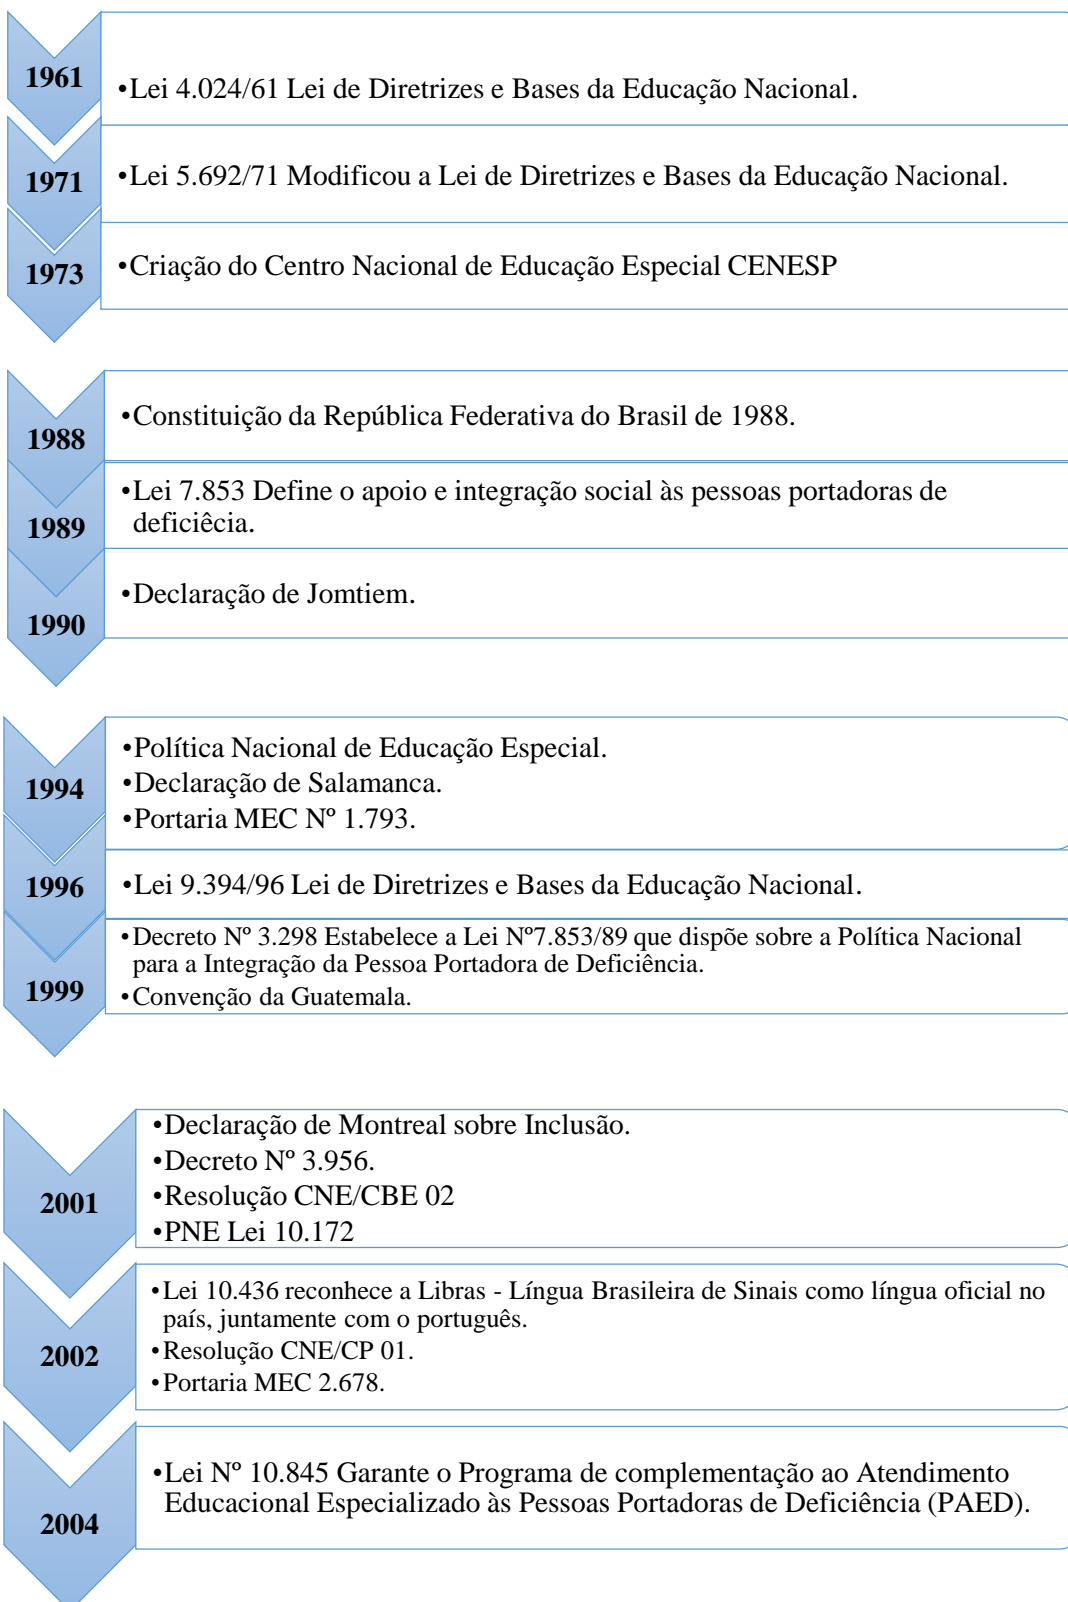 1961
•Lei 4.024/61 Lei de Diretrizes e Bases da Educação Nacional.
1971
•Lei 5.692/71 Modificou a Lei de Diretrizes e Bases da Educação Nacional.
1973
•Criação do Centro Nacional de Educação Especial CENESP
1988
•Constituição da República Federativa do Brasil de 1988.
1989
•Lei 7.853 Define o apoio e integração social às pessoas portadoras de
deficiêcia.
1990
•Declaração de Jomtiem.
1994
•Política Nacional de Educação Especial.
•Declaração de Salamanca.
•Portaria MEC Nº 1.793.
1996
•Lei 9.394/96 Lei de Diretrizes e Bases da Educação Nacional.
1999
•Decreto Nº 3.298 Estabelece a Lei Nº7.853/89 que dispõe sobre a Política Nacional
para a Integração da Pessoa Portadora de Deficiência.
•Convenção da Guatemala.
2001
•Declaração de Montreal sobre Inclusão.
•Decreto Nº 3.956.
•Resolução CNE/CBE 02
•PNE Lei 10.172
2002
•Lei 10.436 reconhece a Libras - Língua Brasileira de Sinais como língua oficial no
país, juntamente com o português.
•Resolução CNE/CP 01.
•Portaria MEC 2.678.
2004
•Lei Nº 10.845 Garante o Programa de complementação ao Atendimento
Educacional Especializado às Pessoas Portadoras de Deficiência (PAED).